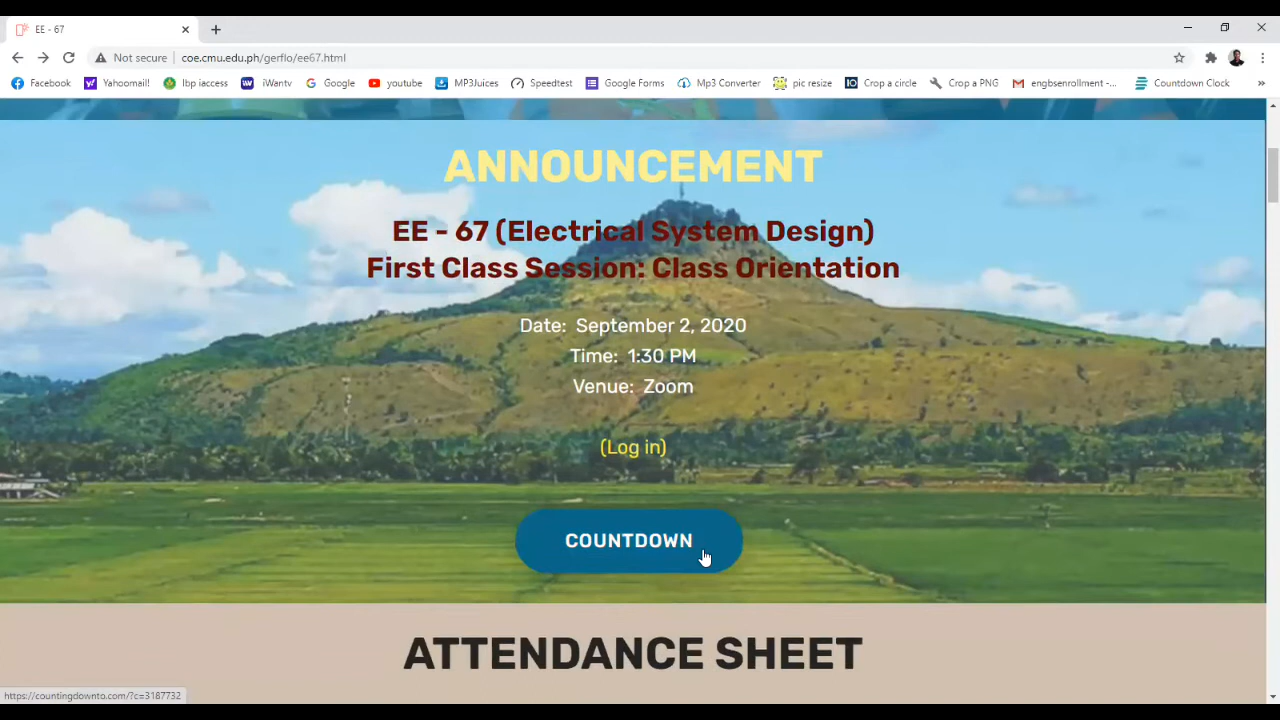 EE - 67
Not secure coe.cmu.edu.ph/gerflo/ee67.html
Facebook Yahoomail! lbp iaccess iWantv Google youtube MP3Juices Speedtest Google Forms Mp3 Converter pic resize Crop a circle Crop a PNG engbsenrollment -... Countdown Clock »
ANNOUNCEMENT
EE - 67 (Electrical System Design)
First Class Session: Class Orientation
Date: September 2, 2020
Time: 1:30 PM
Venue: Zoom
(Log in)
COUNTDOWN
ATTENDANCE SHEET
https://countingdownto.com/?c=3187732